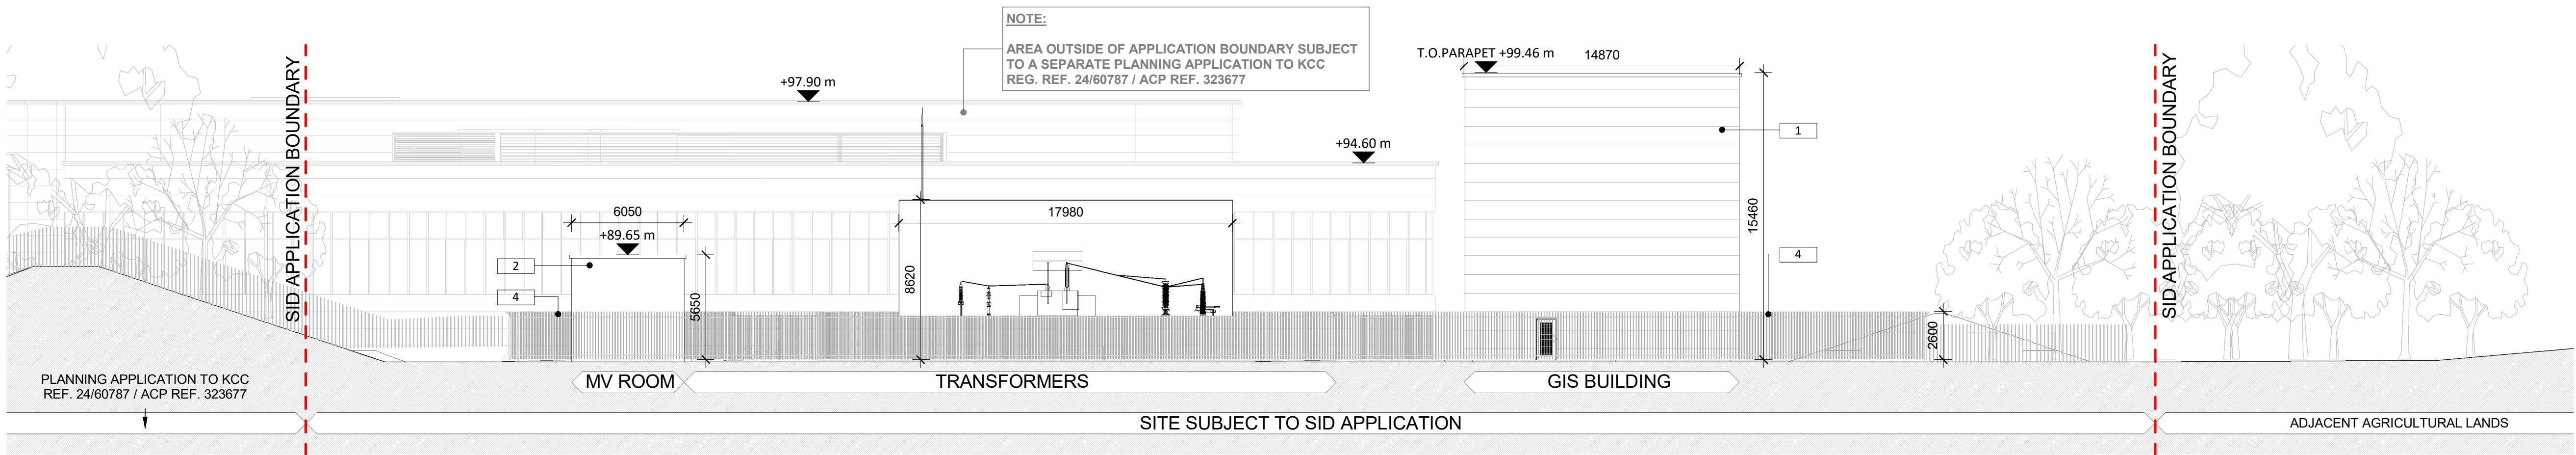 NOTE:
AREA OUTSIDE OF APPLICATION BOUNDARY SUBJECT
TO A SEPARATE PLANNING APPLICATION TO KCC
REG. REF. 24/60787 / ACP REF. 323677
T.O.PARAPET +99.46 m
14870
SID APPLICATION BOUNDARY
+97.90 m
SID APPLICATION BOUNDARY
1
+94.60 m
6050
17980
15460
+89.65 m
2
4
4
5650
8620
2600
PLANNING APPLICATION TO KCC
REF. 24/60787 / ACP REF. 323677
MV ROOM
TRANSFORMERS
GIS BUILDING
SITE SUBJECT TO SID APPLICATION
ADJACENT AGRICULTURAL LANDS